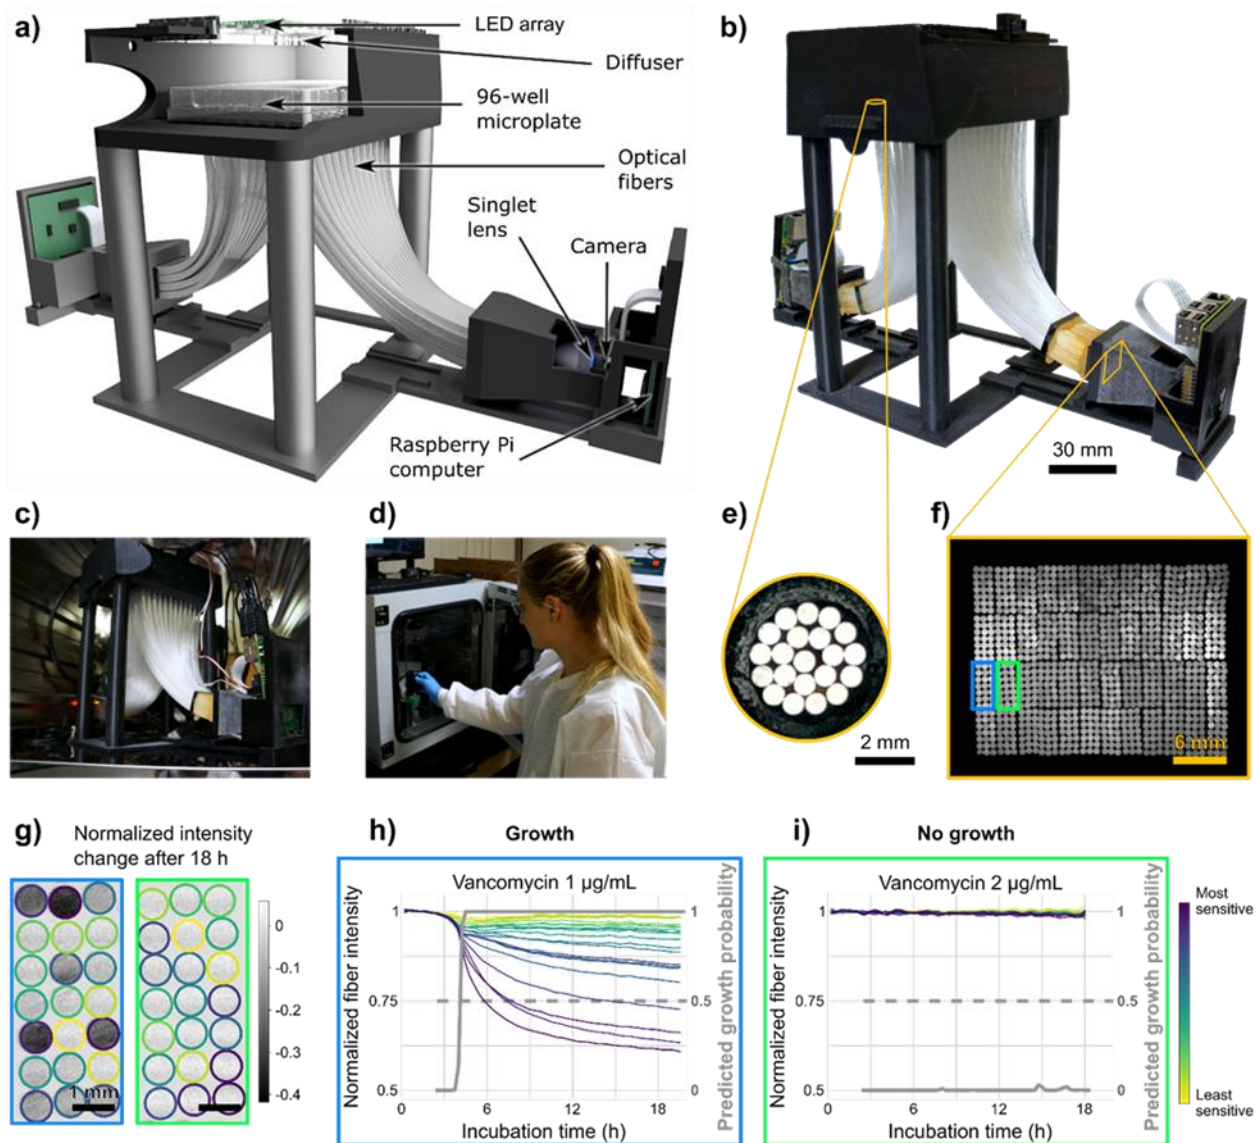 a)
LED array
Diffuser
96-well
microplate
Optical
fibers
Singlet
lens
Camera
Raspberry Pi
computer
b)
30 mm
c)
d)
e)
2 mm
f)
6 mm
g)
Normalized intensity
change after 18 h
0
-0.1
-0.2
-0.3
-0.4
1 mm
h)
Growth
Vancomycin 1 µg/mL
Normalized fiber intensity
1
0.75
0.5
Predicted growth probability
1
0.5
0
0
6
12
18
Incubation time (h)
i)
No growth
Vancomycin 2 µg/mL
Normalized fiber intensity
1
0.75
0.5
Predicted growth probability
1
0.5
0
0
6
12
18
Incubation time (h)
Most
sensitive
Least
sensitive